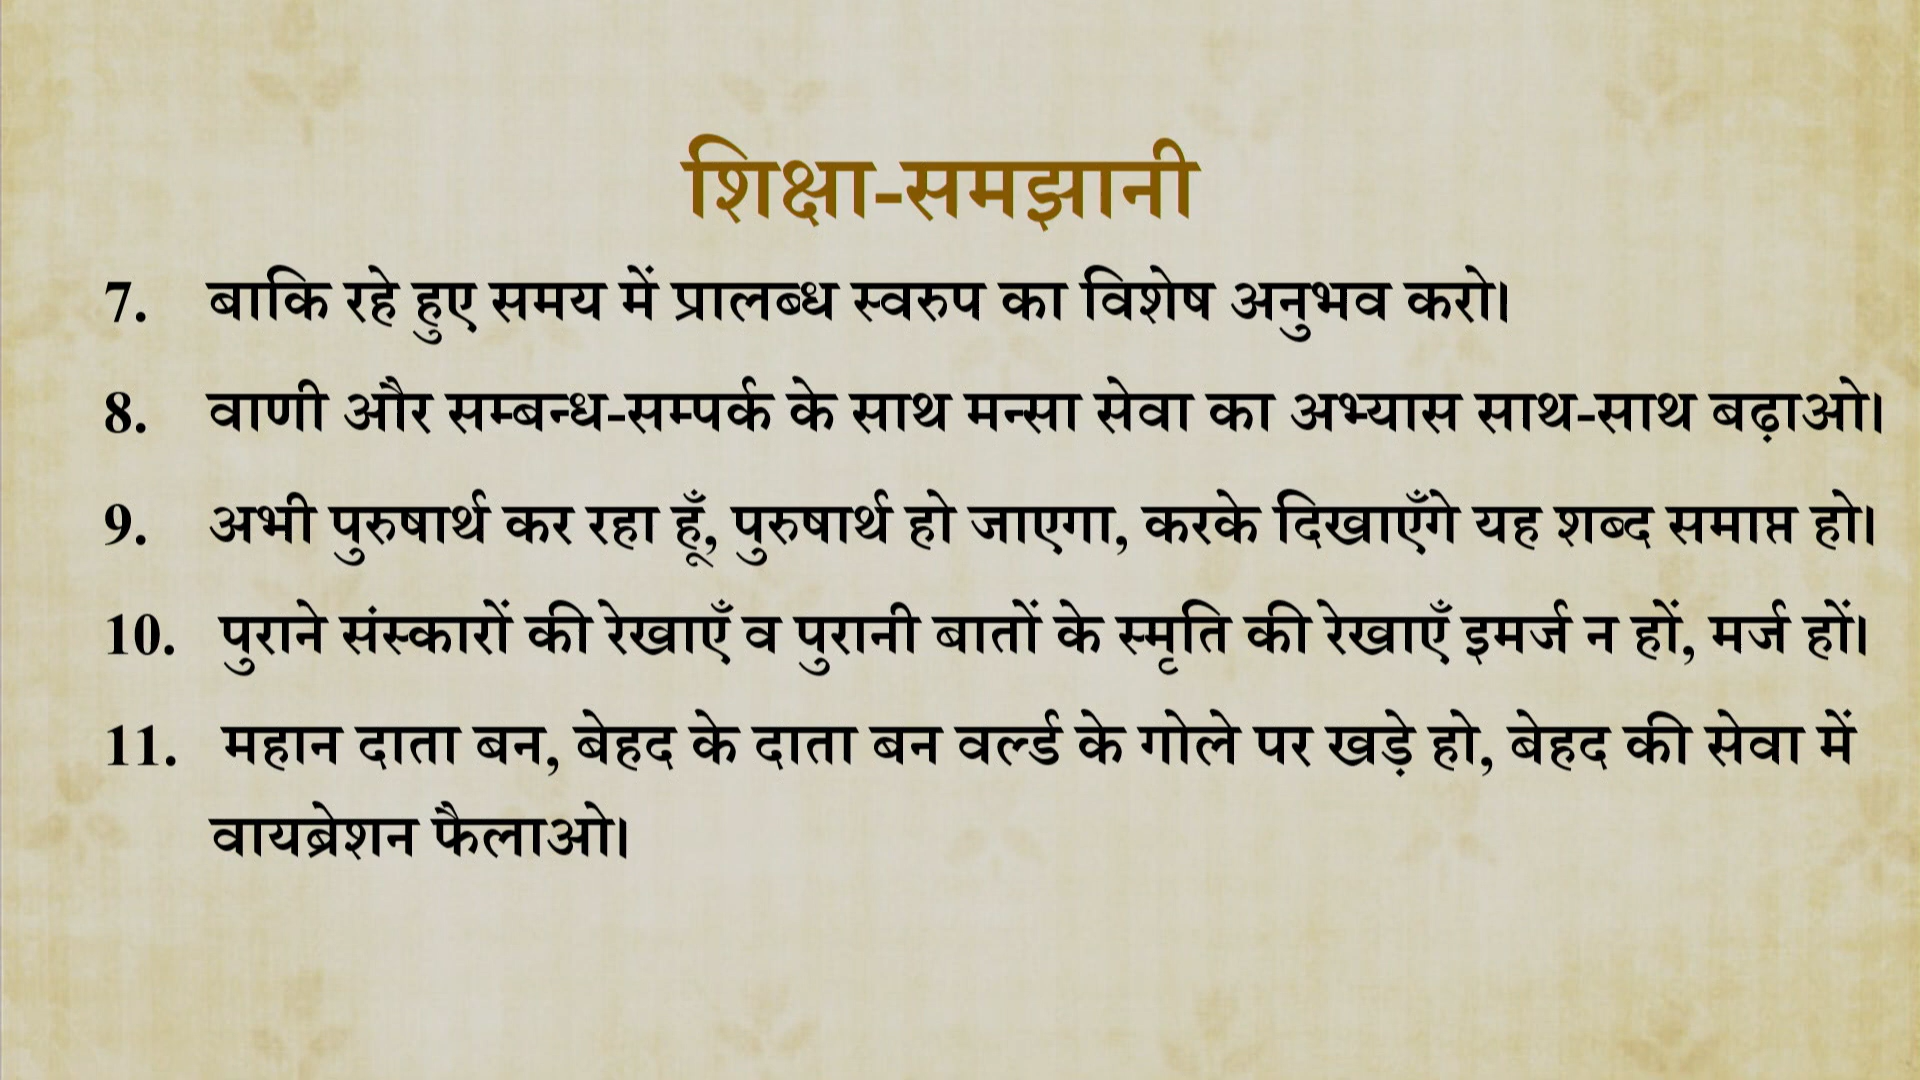 शिक्षा-समझानी
7. बाकि रहे हुए समय में प्रालब्ध स्वरुप का विशेष अनुभव करो।
8. वाणी और सम्बन्ध-सम्पर्क के साथ मन्सा सेवा का अभ्यास साथ-साथ बढ़ाओ।
9. अभी पुरुषार्थ कर रहा हूँ, पुरुषार्थ हो जाएगा, करके दिखाएँगे यह शब्द समाप्त हो।
10. पुराने संस्कारों की रेखाएँ व पुरानी बातों के स्मृति की रेखाएँ इमर्ज न हों, मर्ज हों।
11. महान दाता बन, बेहद के दाता बन वर्ल्ड के गोले पर खड़े हो, बेहद की सेवा में
वायब्रेशन फैलाओ।